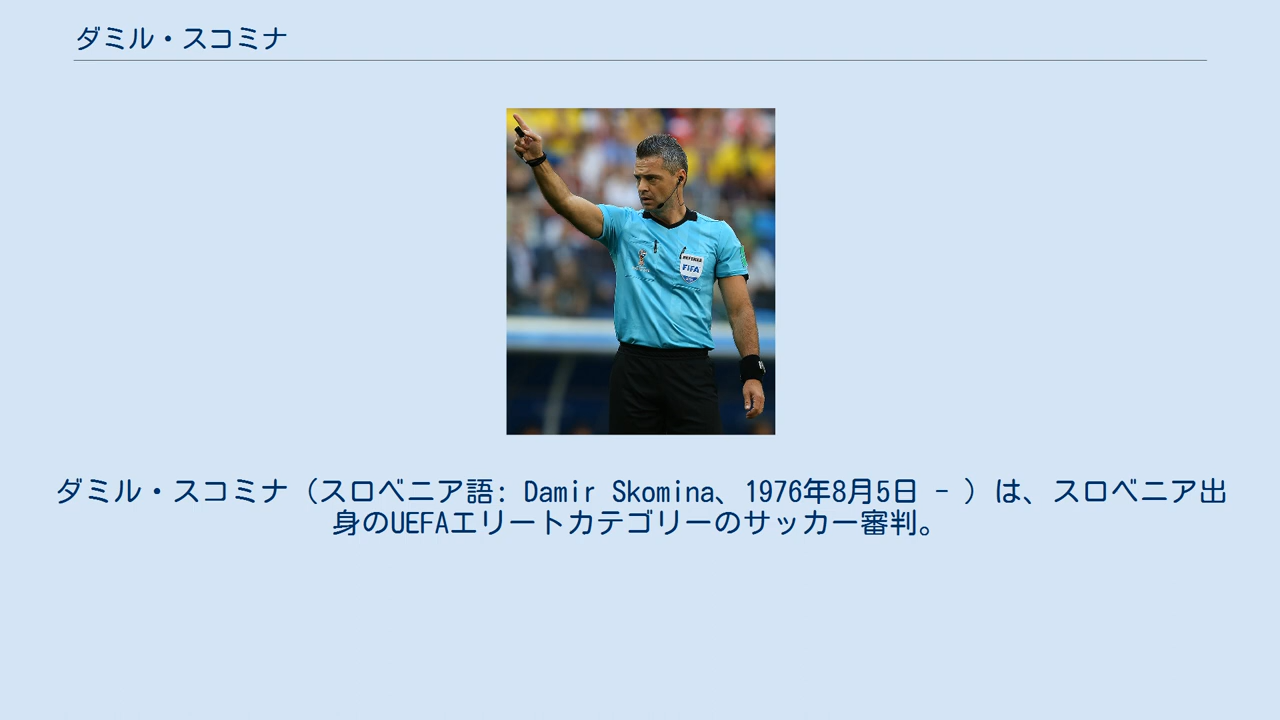 ダミル・スコミナ
REFEREE
FIFA
ダミル・スコミナ（スロベニア語: Damir Skomina、1976年8月5日 - ）は、スロベニア出
身のUEFAエリートカテゴリーのサッカー審判。